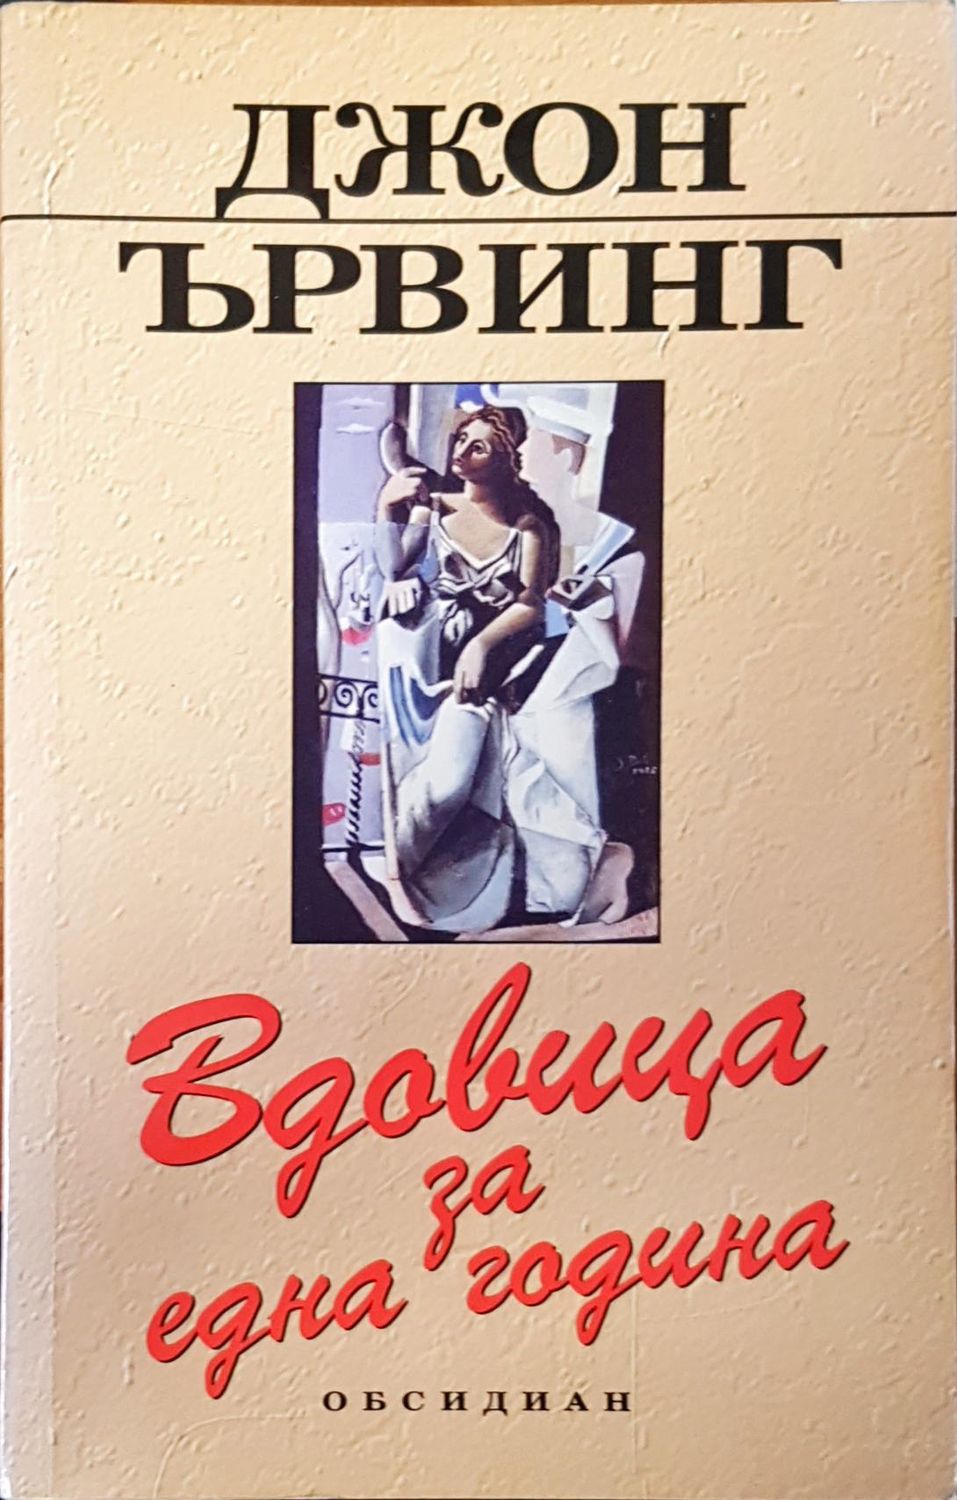 ДЖОН
ЪРВИНГ
Вдовица
за
една година
ОБСИДИАН